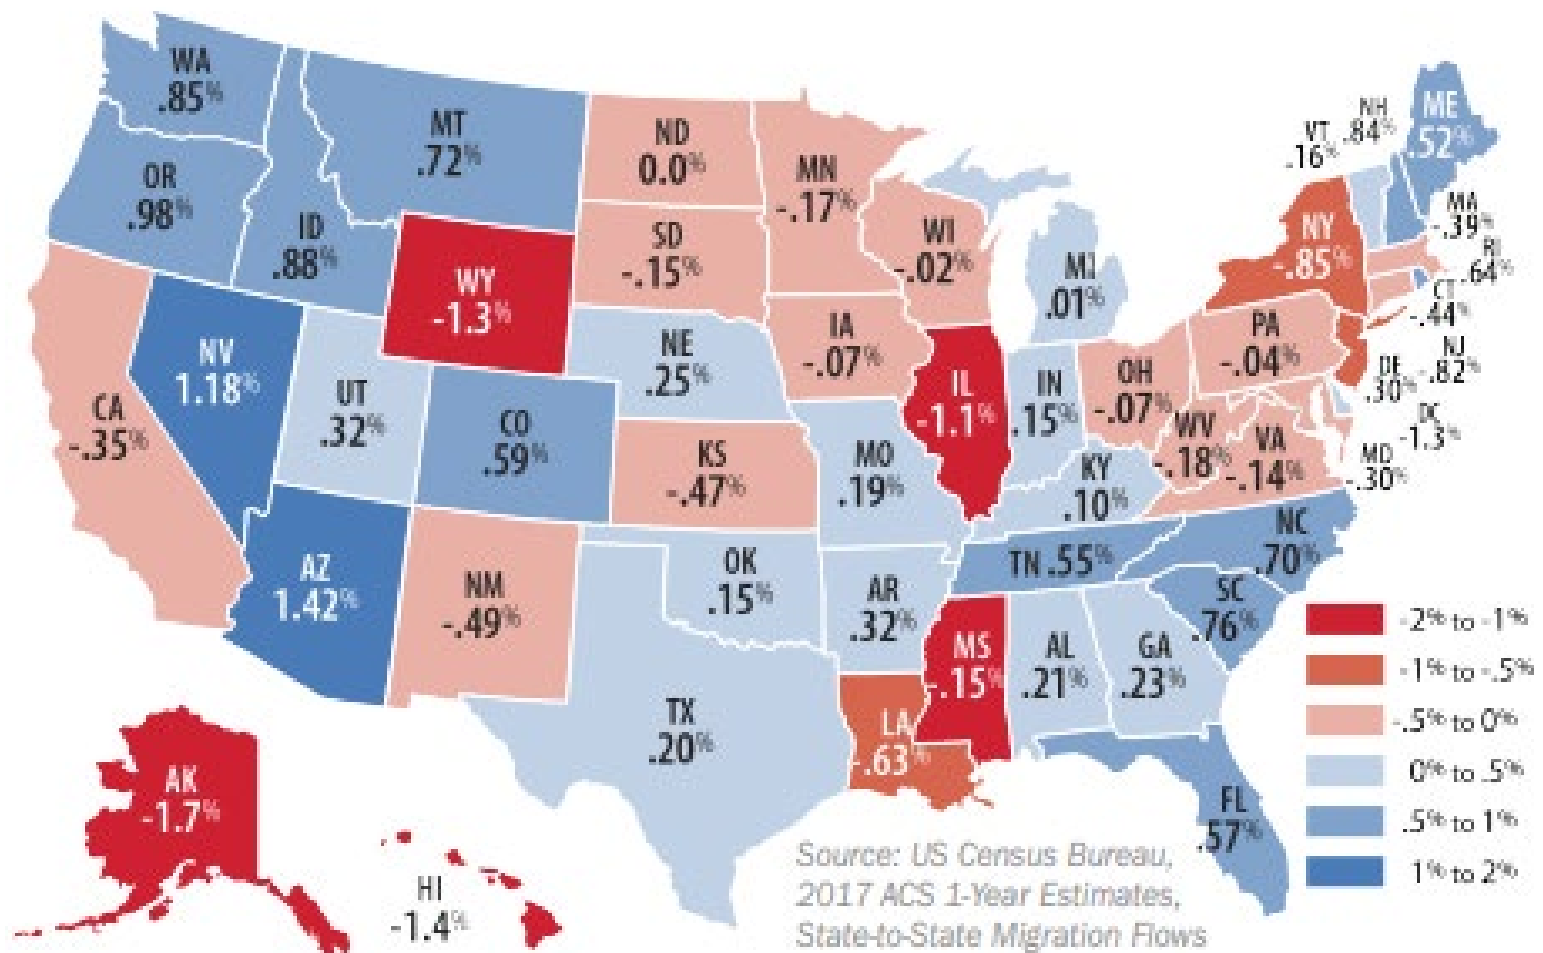 WA
.85%
MT
.72%
ND
0.0%
MN
-.17%
VT
.16%
NH
.84%
ME
.52%
OR
.98%
ID
.88%
WY
-1.3%
SD
-.15%
WI
-.02%
MI
.01%
NY
-.85%
MA
-.39%
RI
-.64%
CT
-.44%
NV
1.18%
UT
.32%
NE
.25%
IA
-.07%
IL
-1.1%
IN
.15%
OH
-.07%
PA
-.04%
NJ
-.82%
DE
.30%
DC
-1.3%
MD
-.30%
CA
-.35%
CO
.59%
KS
-.47%
MO
.19%
KY
.10%
WV
-.18%
VA
-.14%
AZ
1.42%
NM
-.49%
OK
.15%
AR
.32%
TN .55%
NC
.70%
SC
.76%
MS
-.15%
AL
.21%
GA
.23%
TX
.20%
LA
-.63%
FL
.57%
AK
-1.7%
HI
-1.4%
-2% to -1%
-1% to -.5%
-.5% to 0%
0% to .5%
.5% to 1%
1% to 2%
Source: US Census Bureau,
2017 ACS 1-Year Estimates,
State-to-State Migration Flows